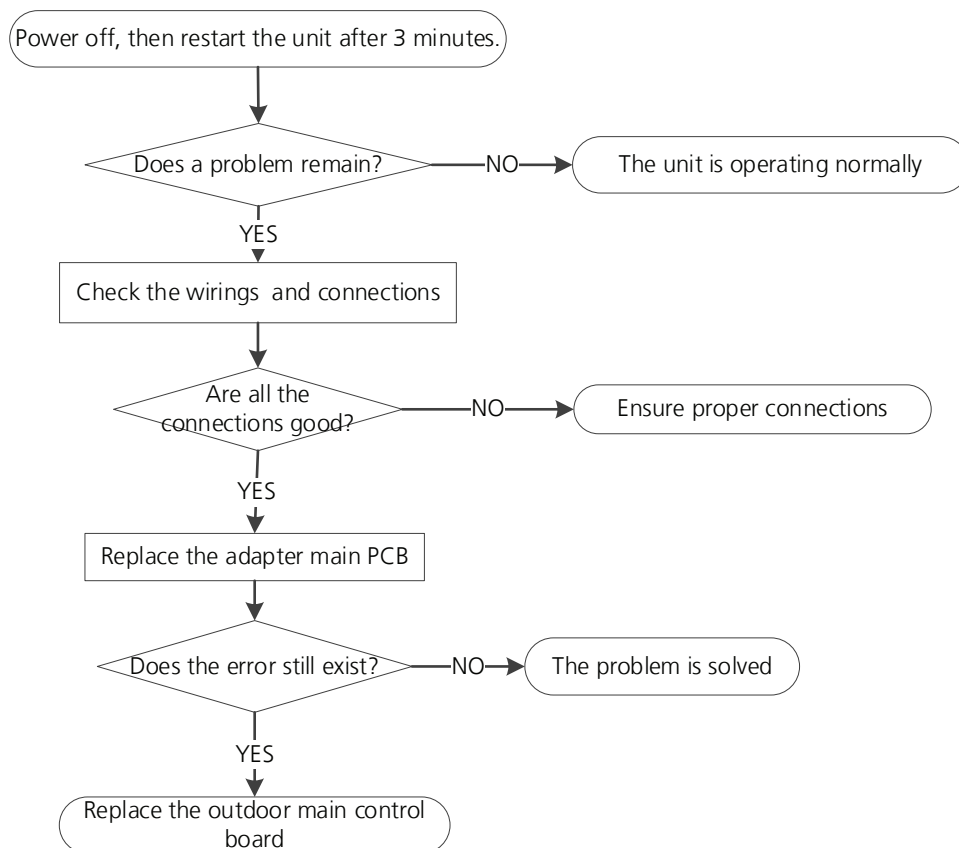 Power off, then restart the unit after 3 minutes.
Does a problem remain?
NO
The unit is operating normally
YES
Check the wirings and connections
Are all the
connections good?
NO
Ensure proper connections
YES
Replace the adapter main PCB
Does the error still exist?
NO
The problem is solved
YES
Replace the outdoor main control
board